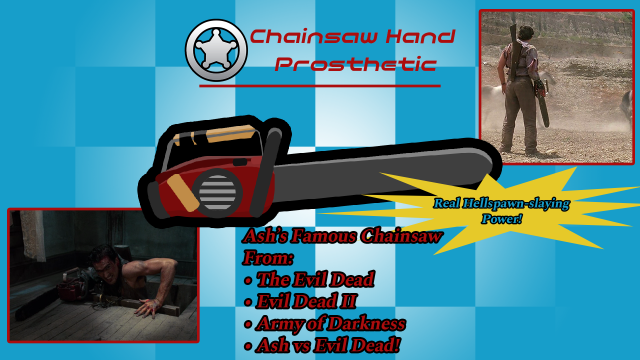 Chainsaw Hand
Prosthetic
Real Hellspawn-slaying
Power!
Ash's Famous Chainsaw
From:
• The Evil Dead
• Evil Dead II
• Army of Darkness
• Ash vs Evil Dead!